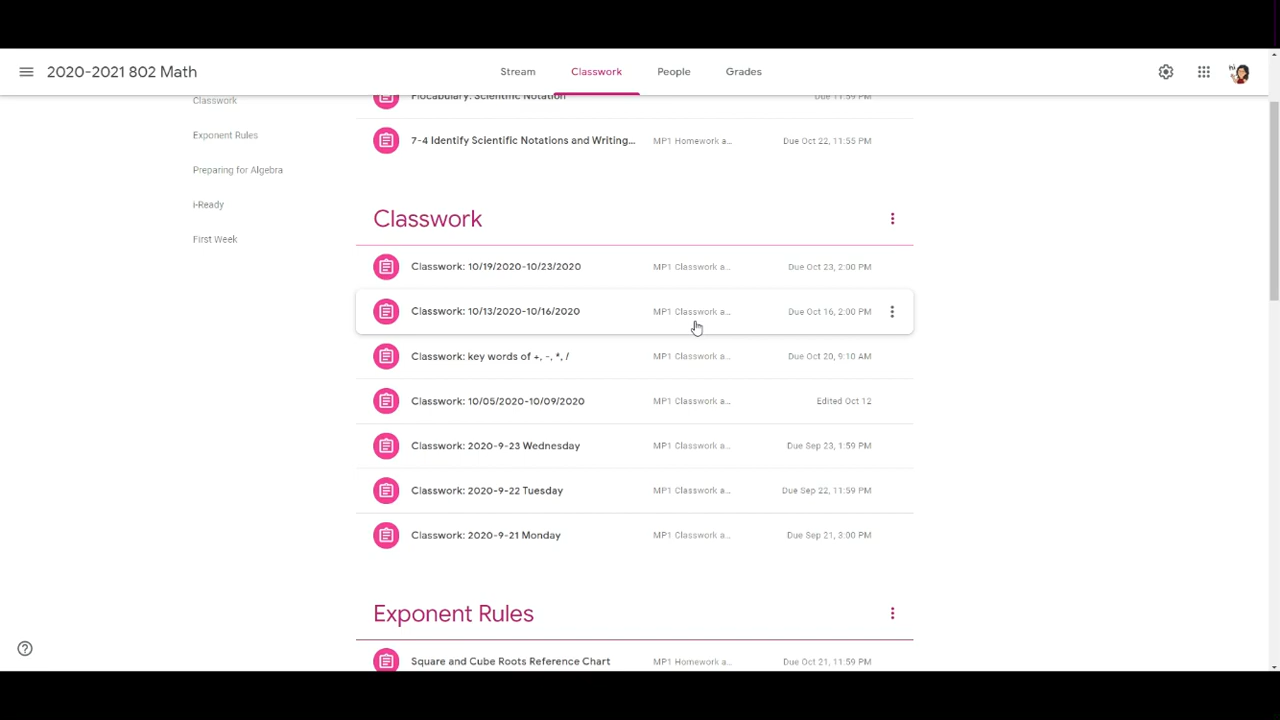 2020-2021 802 Math
Stream
Classwork
People
Grades
hi
Classwork
Exponent Rules
Preparing for Algebra
i-Ready
First Week
Flocabulary: Scientific Notation
Due 11:59 PM
7-4 Identify Scientific Notations and Writing...
MP1 Homework a...
Due Oct 22, 11:55 PM
Classwork
Classwork: 10/19/2020-10/23/2020
MP1 Classwork a...
Due Oct 23, 2:00 PM
Classwork: 10/13/2020-10/16/2020
MP1 Classwork a...
Due Oct 16, 2:00 PM
Classwork: key words of +, -, *, /
MP1 Classwork a...
Due Oct 20, 9:10 AM
Classwork: 10/05/2020-10/09/2020
MP1 Classwork a...
Edited Oct 12
Classwork: 2020-9-23 Wednesday
MP1 Classwork a...
Due Sep 23, 1:59 PM
Classwork: 2020-9-22 Tuesday
MP1 Classwork a...
Due Sep 22, 11:59 PM
Classwork: 2020-9-21 Monday
MP1 Classwork a...
Due Sep 21, 3:00 PM
Exponent Rules
Square and Cube Roots Reference Chart
MP1 Homework a...
Due Oct 21, 11:59 PM